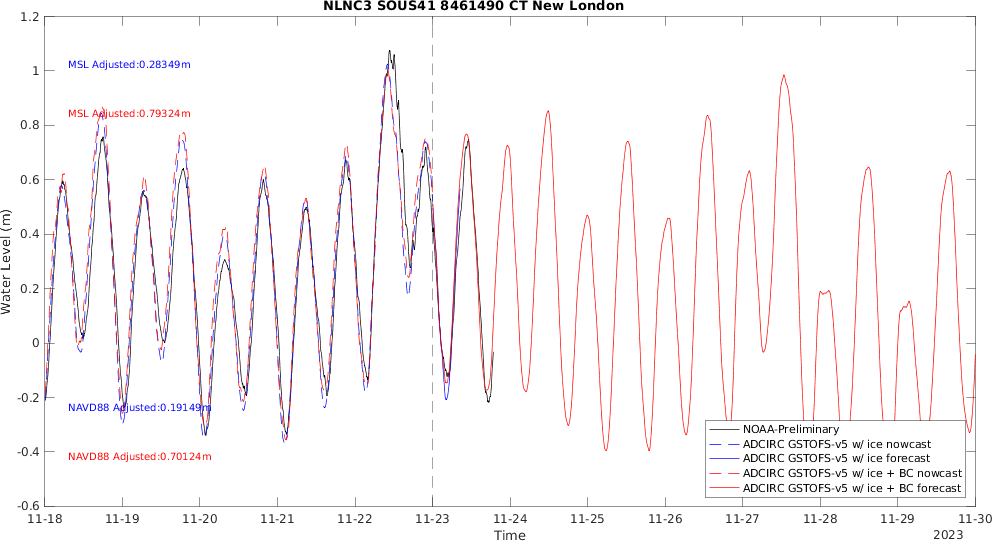 NLNC3 SOUS41 8461490 CT New London
1.2
1
0.8
0.6
0.4
0.2
0
-0.2
-0.4
-0.6
Water Level (m)
MSL Adjusted:0.28349m
MSL Adjusted:0.79324m
NAVD88 Adjusted:0.19149m
NAVD88 Adjusted:0.70124m
NOAA-Preliminary
ADCIRC GSTOFS-v5 w/ ice nowcast
ADCIRC GSTOFS-v5 w/ ice forecast
ADCIRC GSTOFS-v5 w/ ice + BC nowcast
ADCIRC GSTOFS-v5 w/ ice + BC forecast
11-18 11-19 11-20 11-21 11-22 11-23 11-24 11-25 11-26 11-27 11-28 11-29 11-30
Time
2023